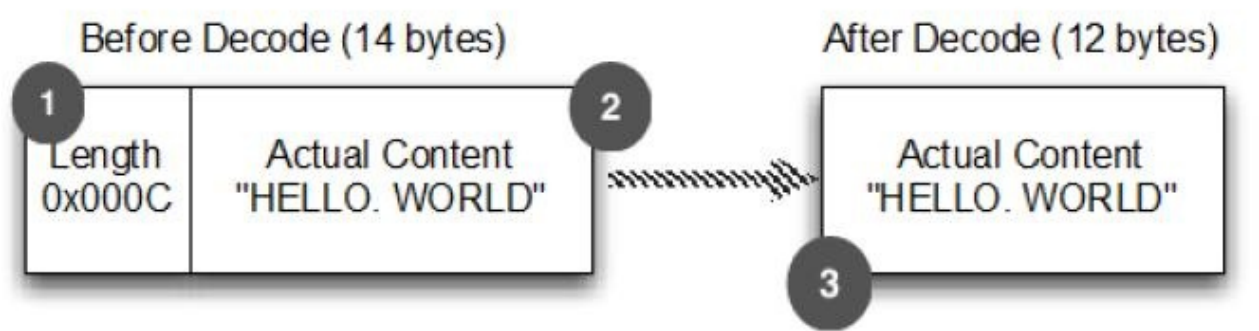 Before Decode (14 bytes)
After Decode (12 bytes)
1
2
Length
0x000C
Actual Content
"HELLO. WORLD"
Actual Content
"HELLO. WORLD"
3